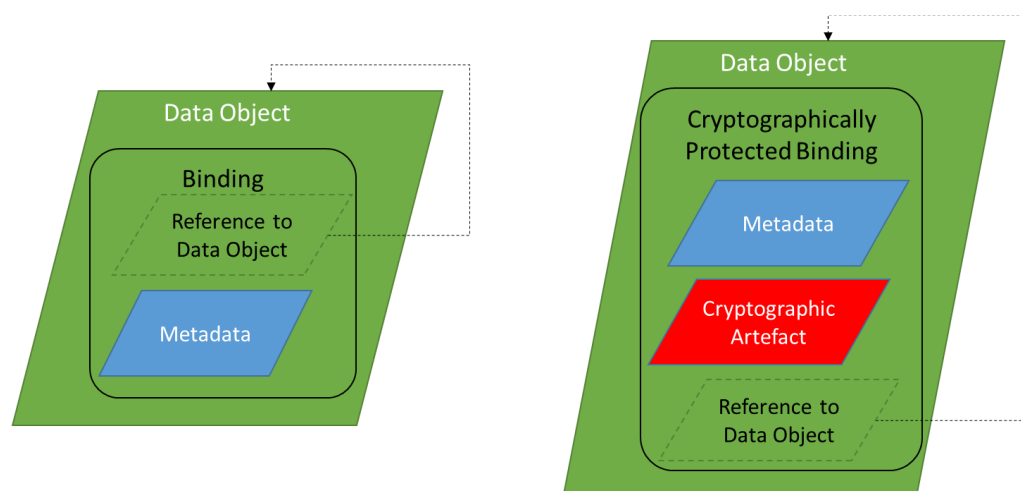 Data Object
Binding
Reference to
Data Object
Metadata
Data Object
Cryptographically
Protected Binding
Metadata
Cryptographic
Artefact
Reference to
Data Object